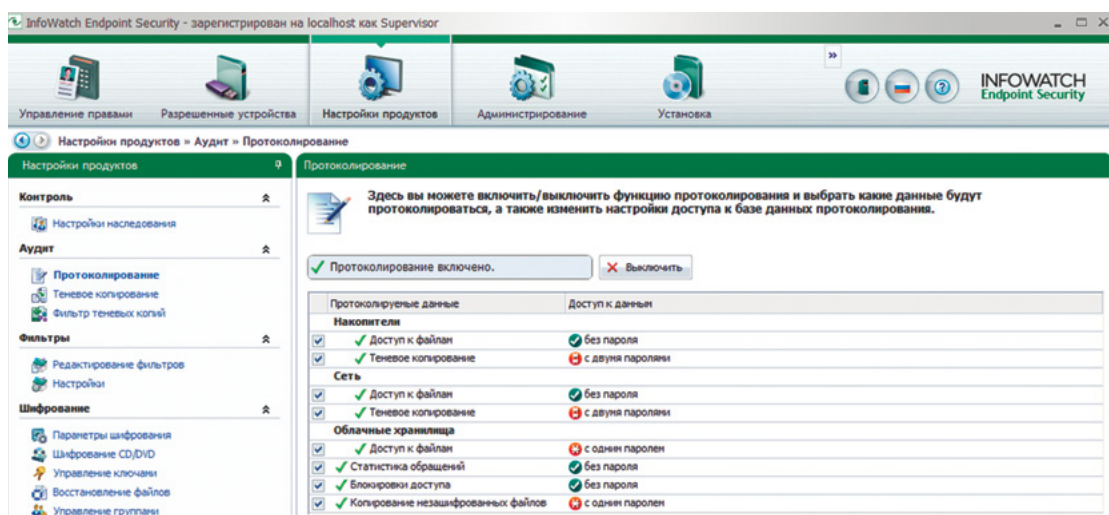 InfoWatch Endpoint Security - зарегистрирован на localhost как Supervisor
Управление правами
Разрешенные устройства
Настройки продуктов
Администрирование
Установка
»
INFOWATCH
Endpoint Security
Настройки продуктов » Аудит » Протоколирование
Настройки продуктов
Контроль
Настройки наследования
Аудит
Протоколирование
Теневое копирование
Фильтр теневых копий
Фильтры
Редактирование фильтров
Настройки
Шифрование
Параметры шифрования
Шифрование CD/DVD
Управление ключами
Восстановление файлов
Управление группами
Протоколирование
Здесь вы можете включить/выключить функцию протоколирования и выбрать какие данные будут
протоколироваться, а также изменить настройки доступа к базе данных протоколирования.
Протоколирование включено.
Выключить
Протоколируемые данные
Доступ к данным
Накопители
Доступ к файлам
без пароля
Теневое копирование
с двумя паролями
Сеть
Доступ к файлам
без пароля
Теневое копирование
с двумя паролями
Облачные хранилища
Доступ к файлам
с одним паролем
Статистика обращений
без пароля
Блокировки доступа
без пароля
Копирование незашифрованных файлов
с одним паролем